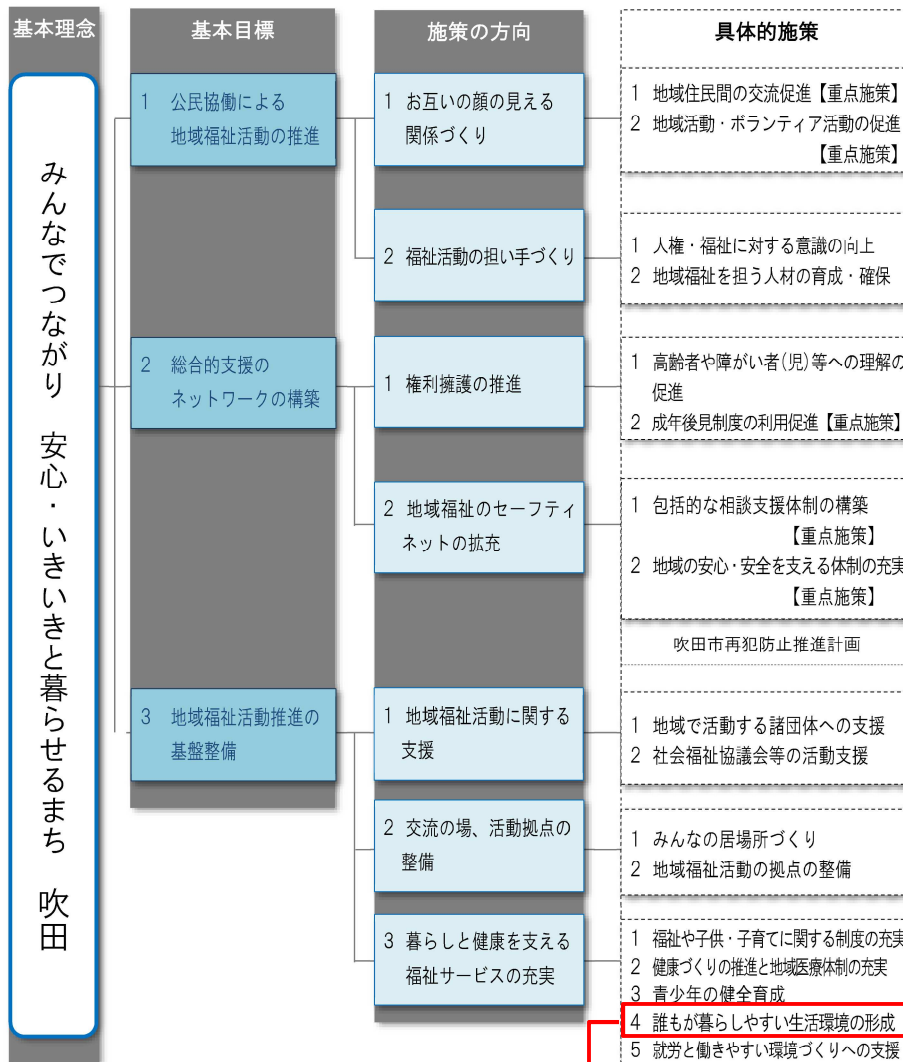 基本理念
みんなでつながり 安心・いきいきと暮らせるまち 吹田
基本目標
1 公民協働による
地域福祉活動の推進
2 総合的支援の
ネットワークの構築
3 地域福祉活動推進の
基盤整備
施策の方向
1 お互いの顔の見える
関係づくり
2 福祉活動の担い手づくり
1 権利擁護の推進
2 地域福祉のセーフティ
ネットの拡充
1 地域福祉活動に関する
支援
2 交流の場、活動拠点の
整備
3 暮らしと健康を支える
福祉サービスの充実
具体的施策
1 地域住民間の交流促進【重点施策】
2 地域活動・ボランティア活動の促進
【重点施策】
1 人権・福祉に対する意識の向上
2 地域福祉を担う人材の育成・確保
1 高齢者や障がい者(児)等への理解の
促進
2 成年後見制度の利用促進【重点施策】
1 包括的な相談支援体制の構築
【重点施策】
2 地域の安心・安全を支える体制の充実
【重点施策】
吹田市再犯防止推進計画
1 地域で活動する諸団体への支援
2 社会福祉協議会等の活動支援
1 みんなの居場所づくり
2 地域福祉活動の拠点の整備
1 福祉や子供・子育てに関する制度の充実
2 健康づくりの推進と地域医療体制の充実
3 青少年の健全育成
4 誰もが暮らしやすい生活環境の形成
5 就労と働きやすい環境づくりへの支援